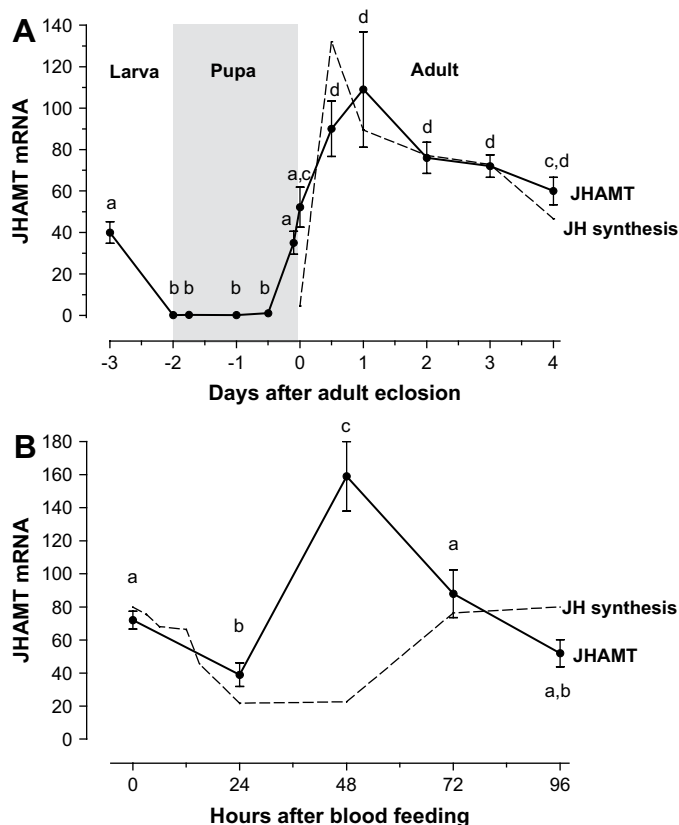 A
140
120
100
80
60
40
20
0
JHAMT mRNA
Larva
Pupa
Adult
a
b b
b
b
a
a,c
d
d
d
d
c,d
JHAMT
JH synthesis
-3
-2
-1
0
1
2
3
4
Days after adult eclosion
B
180
160
140
120
100
80
60
40
20
0
JHAMT mRNA
a
b
c
a
a,b
JH synthesis
JHAMT
0
24
48
72
96
Hours after blood feeding